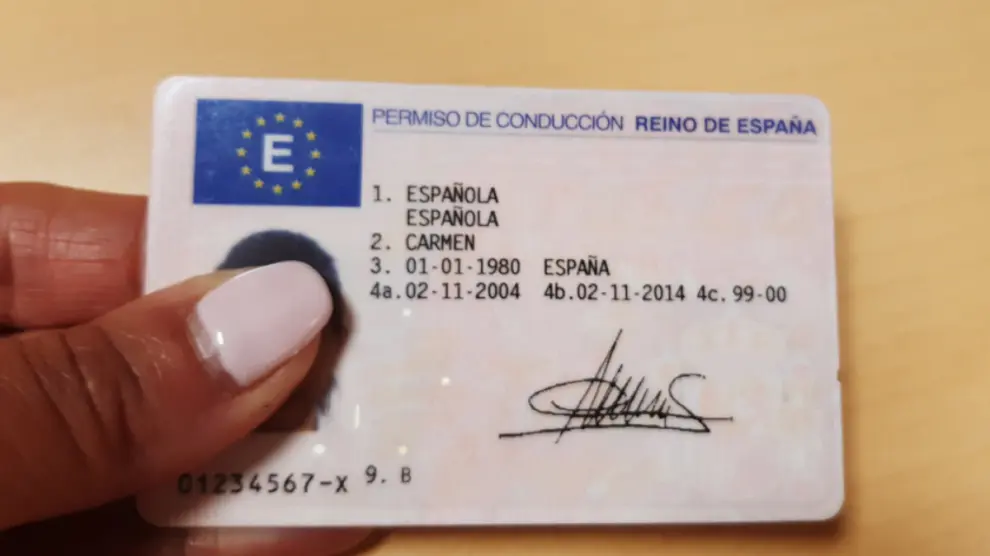 E
PERMISO DE CONDUCCIÓN REINO DE ESPAÑA
1. ESPAÑOLA
ESPAÑOLA
2. CARMEN
3. 01-01-1980 ESPAÑA
4a.02-11-2004 4b.02-11-2014 4c.99-00
01234567-X 9. B